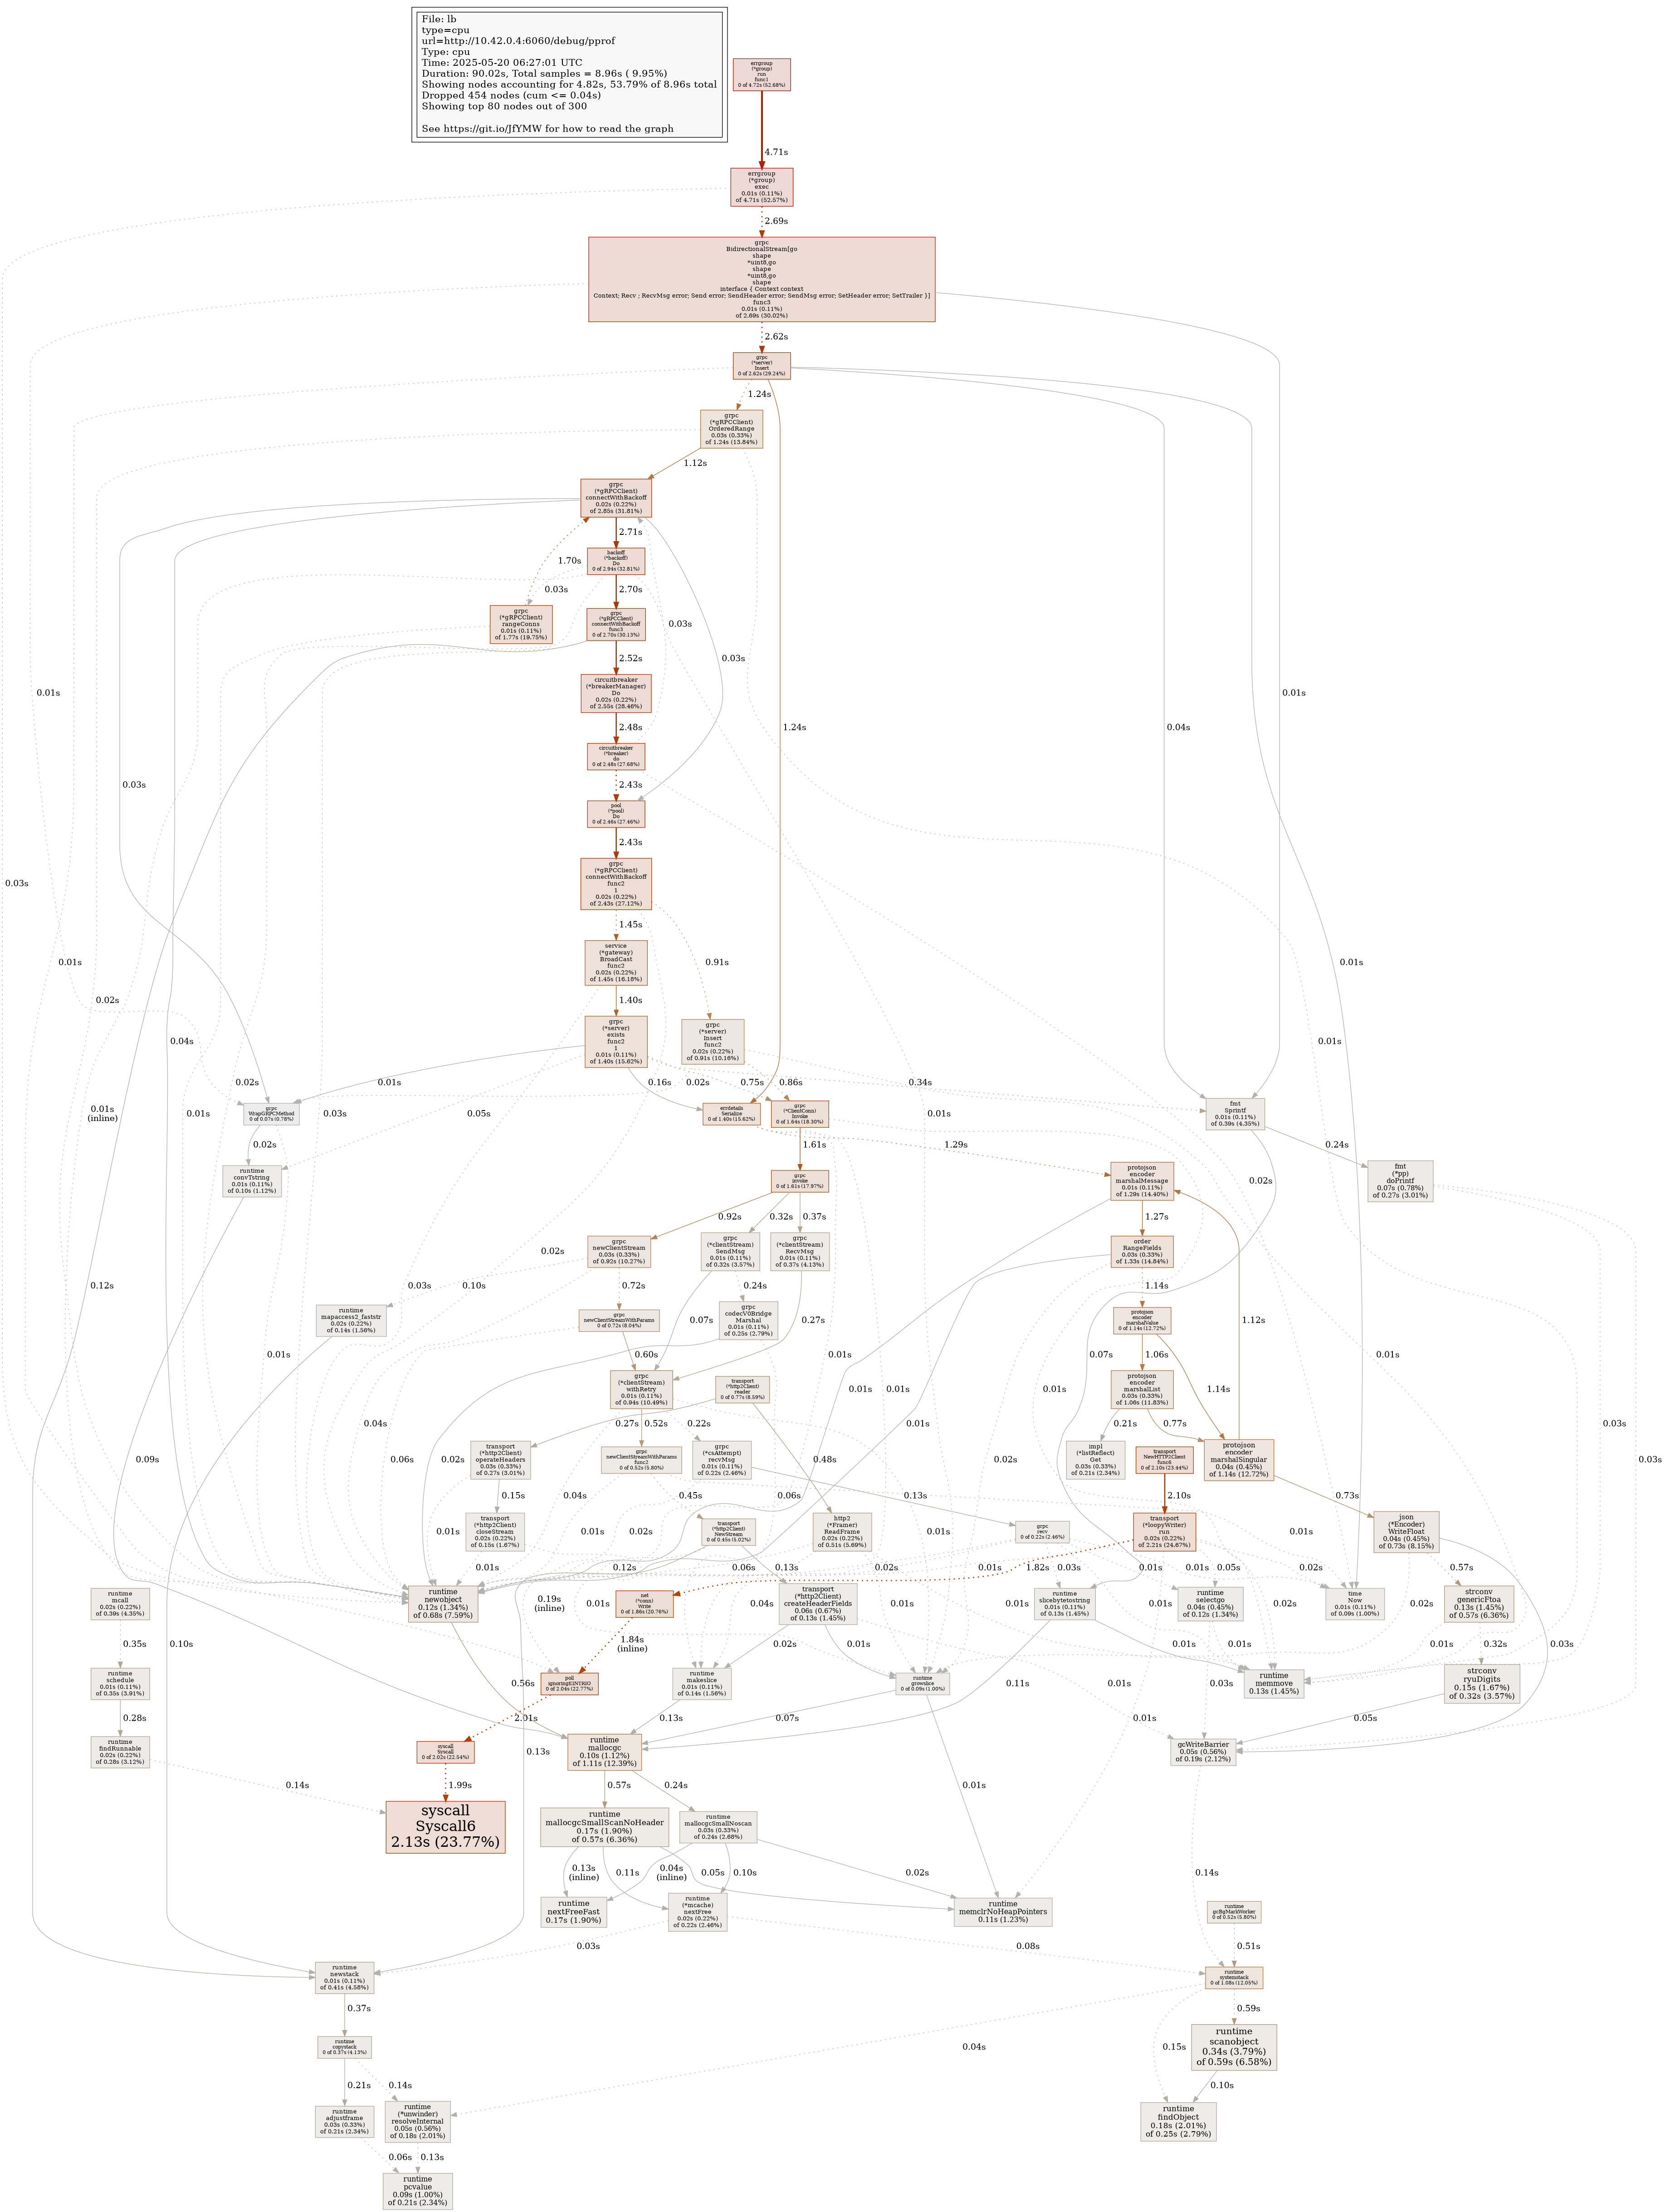 File: lb
type=cpu
url=http://10.42.0.4:6060/debug/pprof
Type: cpu
Time: 2025-05-20 06:27:01 UTC
Duration: 90.02s, Total samples = 8.96s ( 9.95%)
Showing nodes accounting for 4.82s, 53.79% of 8.96s total
Dropped 454 nodes (cum <= 0.04s)
Showing top 80 nodes out of 300
See https://git.io/JfYMW for how to read the graph
errgroup
(*group)
run
func1
0 of 4.72s (52.68%)
4.71s
errgroup
(*group)
exec
0.01s (0.11%)
of 4.71s (52.57%)
2.69s
grpc
BidirectionalStream[go
shape
*uint8,go
shape
*uint8,go
shape
interface { Context context
Context; Recv ; RecvMsg error; Send error; SendHeader error; SendMsg error; SetHeader error; SetTrailer }]
func3
0.01s (0.11%)
of 2.69s (30.02%)
2.62s
grpc
(*server)
Insert
0 of 2.62s (29.24%)
1.24s
grpc
(*gRPCClient)
OrderedRange
0.03s (0.33%)
of 1.24s (13.84%)
1.12s
grpc
(*gRPCClient)
connectWithBackoff
0.02s (0.22%)
of 2.85s (31.81%)
2.71s
1.70s
backoff
(*backoff)
Do
0 of 2.94s (32.81%)
0.03s
2.70s
grpc
(*gRPCClient)
rangeConns
0.01s (0.11%)
of 1.77s (19.75%)
grpc
(*gRPCClient)
connectWithBackoff
func3
0 of 2.70s (30.13%)
0.03s
0.03s
2.52s
circuitbreaker
(*breakerManager)
Do
0.02s (0.22%)
of 2.55s (28.46%)
0.01s
0.01s
2.48s
1.24s
0.04s
0.01s
circuitbreaker
(*breaker)
do
0 of 2.48s (27.68%)
0.03s
2.43s
pool
(*pool)
Do
0 of 2.46s (27.46%)
2.43s
grpc
(*gRPCClient)
connectWithBackoff
func2
1
0.02s (0.22%)
of 2.43s (27.12%)
0.03s
1.45s
service
(*gateway)
BroadCast
func2
0.02s (0.22%)
of 1.45s (16.18%)
0.91s
0.01s
0.02s
0.04s
0.01s
1.40s
grpc
(*server)
exists
func2
1
0.01s (0.11%)
of 1.40s (15.62%)
grpc
(*server)
Insert
func2
0.02s (0.22%)
of 0.91s (10.16%)
0.01s
0.01s
(inline)
0.02s
0.01s
0.03s
0.05s
0.01s
0.16s
0.02s
0.75s
0.86s
0.34s
0.01s
grpc
WrapGRPCMethod
0 of 0.07s (0.78%)
errdetails
Serialize
0 of 1.40s (15.62%)
grpc
(*ClientConn)
Invoke
0 of 1.64s (18.30%)
fmt
Sprintf
0.01s (0.11%)
of 0.39s (4.35%)
0.02s
1.61s
1.29s
0.02s
0.24s
runtime
convTstring
0.01s (0.11%)
of 0.10s (1.12%)
grpc
invoke
0 of 1.61s (17.97%)
protojson
encoder
marshalMessage
0.01s (0.11%)
of 1.29s (14.40%)
fmt
(*pp)
doPrintf
0.07s (0.78%)
of 0.27s (3.01%)
0.92s
0.32s
0.37s
1.27s
grpc
newClientStream
0.03s (0.33%)
of 0.92s (10.27%)
grpc
(*clientStream)
SendMsg
0.01s (0.11%)
of 0.32s (3.57%)
grpc
(*clientStream)
RecvMsg
0.01s (0.11%)
of 0.37s (4.13%)
order
RangeFields
0.03s (0.33%)
of 1.33s (14.84%)
0.12s
0.03s
0.10s
0.02s
0.72s
0.24s
1.14s
runtime
mapaccess2_faststr
0.02s (0.22%)
of 0.14s (1.56%)
grpc
newClientStreamWithParams
0 of 0.72s (8.04%)
grpc
codecV0Bridge
Marshal
0.01s (0.11%)
of 0.25s (2.79%)
protojson
encoder
marshalValue
0 of 1.14s (12.72%)
0.01s
0.60s
0.07s
0.27s
0.01s
0.01s
0.07s
1.06s
1.14s
1.12s
0.01s
grpc
(*clientStream)
withRetry
0.01s (0.11%)
of 0.94s (10.49%)
transport
(*http2Client)
reader
0 of 0.77s (8.59%)
protojson
encoder
marshalList
0.03s (0.33%)
of 1.06s (11.83%)
0.04s
0.27s
0.52s
0.22s
0.01s
0.01s
0.01s
0.21s
0.77s
0.03s
transport
(*http2Client)
operateHeaders
0.03s (0.33%)
of 0.27s (3.01%)
grpc
newClientStreamWithParams
func2
0 of 0.52s (5.80%)
grpc
(*csAttempt)
recvMsg
0.01s (0.11%)
of 0.22s (2.46%)
impl
(*listReflect)
Get
0.03s (0.33%)
of 0.21s (2.34%)
transport
NewHTTP2Client
func6
0 of 2.10s (23.44%)
protojson
encoder
marshalSingular
0.04s (0.45%)
of 1.14s (12.72%)
0.09s
0.06s
0.02s
0.48s
0.02s
0.03s
0.15s
0.04s
0.45s
0.06s
0.13s
2.10s
0.73s
transport
(*http2Client)
closeStream
0.02s (0.22%)
of 0.15s (1.67%)
transport
(*http2Client)
NewStream
0 of 0.45s (5.02%)
http2
(*Framer)
ReadFrame
0.02s (0.22%)
of 0.51s (5.69%)
grpc
recv
0 of 0.22s (2.46%)
transport
(*loopyWriter)
run
0.02s (0.22%)
of 2.21s (24.67%)
json
(*Encoder)
WriteFloat
0.04s (0.45%)
of 0.73s (8.15%)
0.01s
0.01s
0.02s
0.01s
0.01s
0.01s
0.12s
0.06s
0.13s
0.02s
0.01s
1.82s
0.03s
0.01s
0.05s
0.02s
0.57s
runtime
mcall
0.02s (0.22%)
of 0.39s (4.35%)
runtime
newobject
0.12s (1.34%)
of 0.68s (7.59%)
net
(*conn)
Write
0 of 1.86s (20.76%)
transport
(*http2Client)
createHeaderFields
0.06s (0.67%)
of 0.13s (1.45%)
runtime
slicebytetostring
0.01s (0.11%)
of 0.13s (1.45%)
runtime
selectgo
0.04s (0.45%)
of 0.12s (1.34%)
time
Now
0.01s (0.11%)
of 0.09s (1.00%)
strconv
genericFtoa
0.13s (1.45%)
of 0.57s (6.36%)
0.19s
(inline)
0.01s
0.04s
0.01s
0.01s
0.01s
0.02s
0.02s
0.35s
0.10s
1.84s
(inline)
0.02s
0.01s
0.01s
0.01s
0.01s
0.32s
0.03s
runtime
schedule
0.01s (0.11%)
of 0.35s (3.91%)
poll
ignoringEINTRIO
0 of 2.04s (22.77%)
runtime
makeslice
0.01s (0.11%)
of 0.14s (1.56%)
runtime
growslice
0 of 0.09s (1.00%)
runtime
memmove
0.13s (1.45%)
strconv
ryuDigits
0.15s (1.67%)
of 0.32s (3.57%)
0.28s
2.01s
0.56s
0.13s
0.07s
0.11s
0.01s
0.01s
0.03s
0.05s
runtime
findRunnable
0.02s (0.22%)
of 0.28s (3.12%)
syscall
Syscall
0 of 2.02s (22.54%)
runtime
mallocgc
0.10s (1.12%)
of 1.11s (12.39%)
gcWriteBarrier
0.05s (0.56%)
of 0.19s (2.12%)
0.14s
1.99s
0.13s
0.57s
0.24s
0.01s
syscall
Syscall6
2.13s (23.77%)
runtime
mallocgcSmallScanNoHeader
0.17s (1.90%)
of 0.57s (6.36%)
runtime
mallocgcSmallNoscan
0.03s (0.33%)
of 0.24s (2.68%)
0.13s
(inline)
0.11s
0.04s
(inline)
0.05s
0.10s
0.02s
0.14s
runtime
nextFreeFast
0.17s (1.90%)
runtime
(*mcache)
nextFree
0.02s (0.22%)
of 0.22s (2.46%)
runtime
memclrNoHeapPointers
0.11s (1.23%)
runtime
gcBgMarkWorker
0 of 0.52s (5.80%)
0.03s
0.08s
0.51s
runtime
newstack
0.01s (0.11%)
of 0.41s (4.58%)
runtime
systemstack
0 of 1.08s (12.05%)
0.37s
0.04s
0.15s
0.59s
runtime
copystack
0 of 0.37s (4.13%)
runtime
scanobject
0.34s (3.79%)
of 0.59s (6.58%)
0.21s
0.14s
0.10s
runtime
adjustframe
0.03s (0.33%)
of 0.21s (2.34%)
runtime
(*unwinder)
resolveInternal
0.05s (0.56%)
of 0.18s (2.01%)
runtime
findObject
0.18s (2.01%)
of 0.25s (2.79%)
0.06s
0.13s
runtime
pcvalue
0.09s (1.00%)
of 0.21s (2.34%)